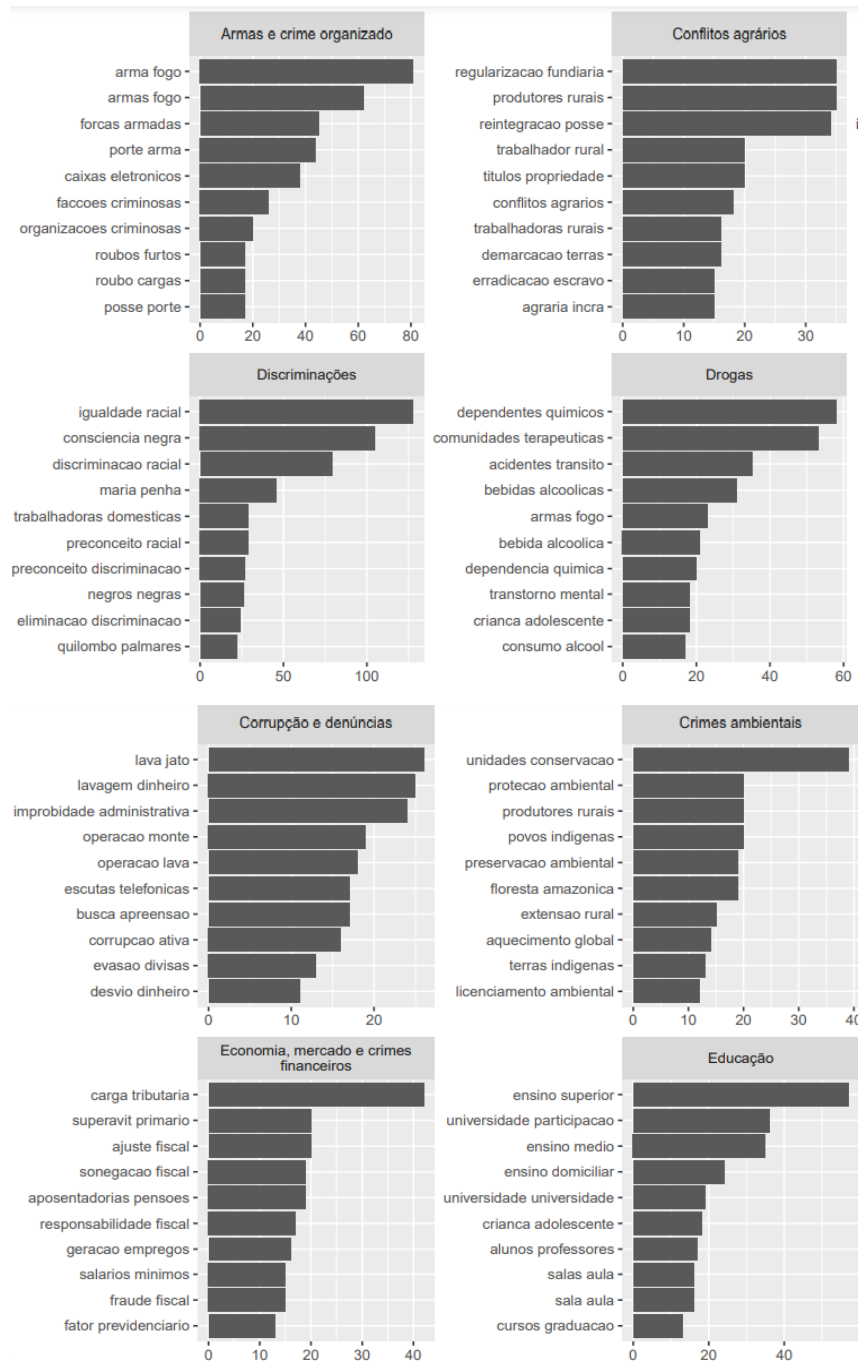 Armas e crime organizado
arma fogo
armas fogo
forcas armadas
porte arma
caixas eletronicos
faccoes criminosas
organizacoes criminosas
roubos furtos
roubo cargas
posse porte
0 20 40 60 80
Conflitos agrários
regularizacao fundiaria
produtores rurais
reintegracao posse
trabalhador rural
titulos propriedade
conflitos agrarios
trabalhadoras rurais
demarcacao terras
erradicacao escravo
agraria incra
0 10 20 30
i
Discriminações
igualdade racial
consciencia negra
discriminacao racial
maria penha
trabalhadoras domesticas
preconceito racial
preconceito discriminacao
negros negras
eliminacao discriminacao
quilombo palmares
0 50 100
Drogas
dependentes quimicos
comunidades terapeuticas
acidentes transito
bebidas alcoolicas
armas fogo
bebida alcoolica
dependencia quimica
transtorno mental
crianca adolescente
consumo alcool
0 20 40 60
Corrupção e denúncias
lava jato
lavagem dinheiro
improbidade administrativa
operacao monte
operacao lava
escutas telefonicas
busca apreensao
corrupcao ativa
evasao divisas
desvio dinheiro
0 10 20
Crimes ambientais
unidades conservacao
protecao ambiental
produtores rurais
povos indigenas
preservacao ambiental
floresta amazonica
extensao rural
aquecimento global
terras indigenas
licenciamento ambiental
0 10 20 30 40
Economia, mercado e crimes
financeiros
carga tributaria
superavit primario
ajuste fiscal
sonegacao fiscal
aposentadorias pensoes
responsabilidade fiscal
geracao empregos
salarios minimos
fraude fiscal
fator previdenciario
0 10 20 30 40
Educação
ensino superior
universidade participacao
ensino medio
ensino domiciliar
universidade universidade
crianca adolescente
alunos professores
salas aula
sala aula
cursos graduacao
0 20 40